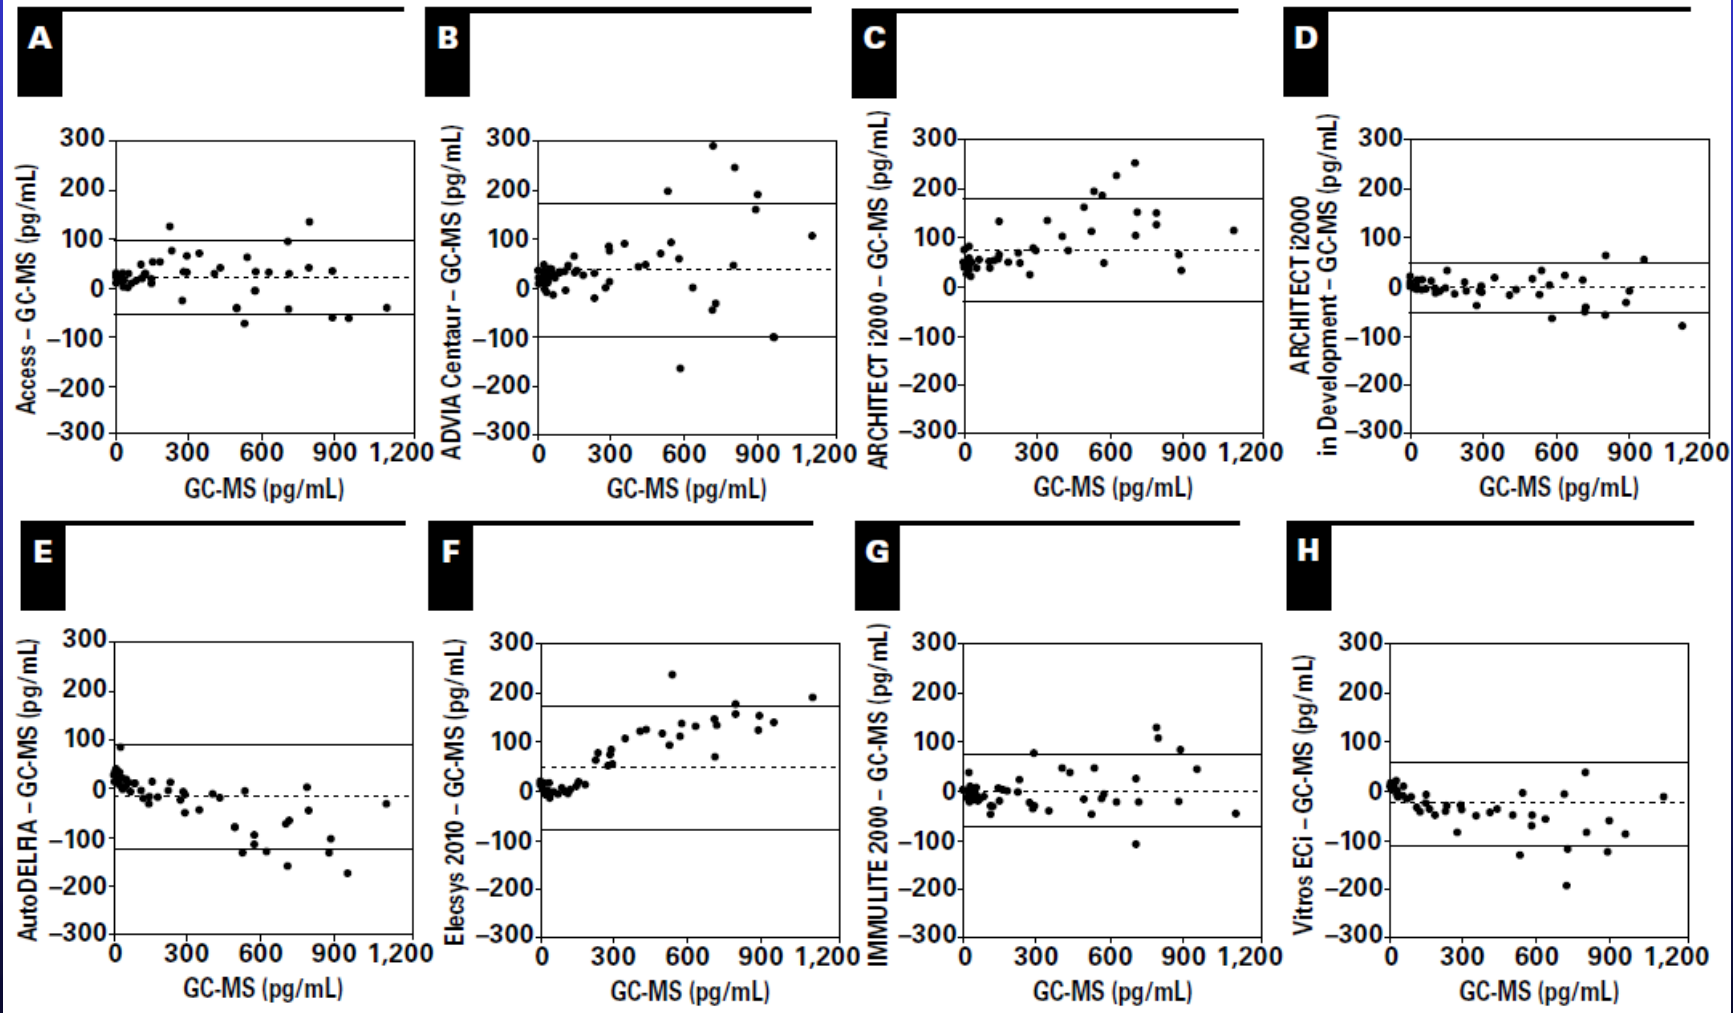 A
Access – GC-MS (pg/mL)
300
200
100
0
–100
–200
–300
0 300 600 900 1,200
GC-MS (pg/mL)
B
ADVIA Centaur – GC-MS (pg/mL)
300
200
100
0
–100
–200
–300
0 300 600 900 1,200
GC-MS (pg/mL)
C
ARCHITECT i2000 – GC-MS (pg/mL)
300
200
100
0
–100
–200
–300
0 300 600 900 1,200
GC-MS (pg/mL)
D
ARCHITECT i2000
in Development – GC-MS (pg/mL)
300
200
100
0
–100
–200
–300
0 300 600 900 1,200
GC-MS (pg/mL)
E
AutoDELFIA – GC-MS (pg/mL)
300
200
100
0
–100
–200
–300
0 300 600 900 1,200
GC-MS (pg/mL)
F
Elecsys 2010 – GC-MS (pg/mL)
300
200
100
0
–100
–200
–300
0 300 600 900 1,200
GC-MS (pg/mL)
G
IMMULITE 2000 – GC-MS (pg/mL)
300
200
100
0
–100
–200
–300
0 300 600 900 1,200
GC-MS (pg/mL)
H
Vitros ECi – GC-MS (pg/mL)
300
200
100
0
–100
–200
–300
0 300 600 900 1,200
GC-MS (pg/mL)